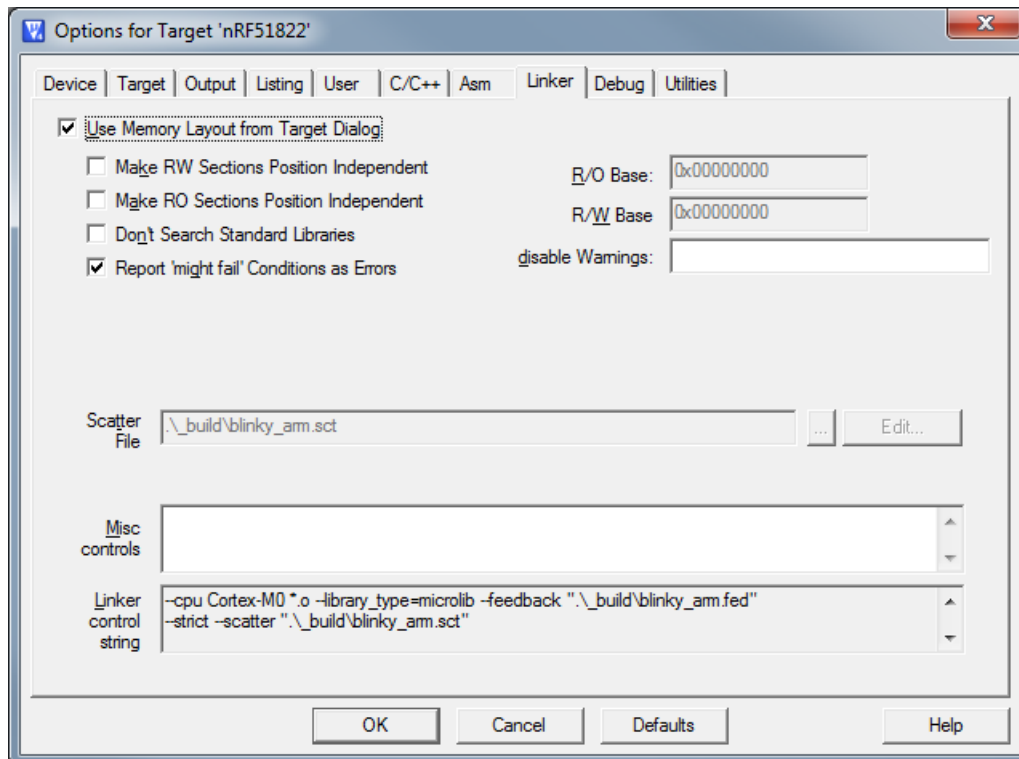 Options for Target 'nRF51822'
Device Target Output Listing User C/C++ Asm Linker Debug Utilities
Use Memory Layout from Target Dialog
Make RW Sections Position Independent
R/O Base: 0x00000000
Make RO Sections Position Independent
R/W Base 0x00000000
Don't Search Standard Libraries
disable Warnings:
Report 'might fail' Conditions as Errors
Scatter
File
.\_build\blinky_arm.sct
...
Edit...
Misc
controls
Linker
control
string
--cpu Cortex-M0 *.o --library_type=microlib --feedback ".\_build\blinky_arm.fed"
--strict --scatter ".\_build\blinky_arm.sct"
OK Cancel Defaults Help